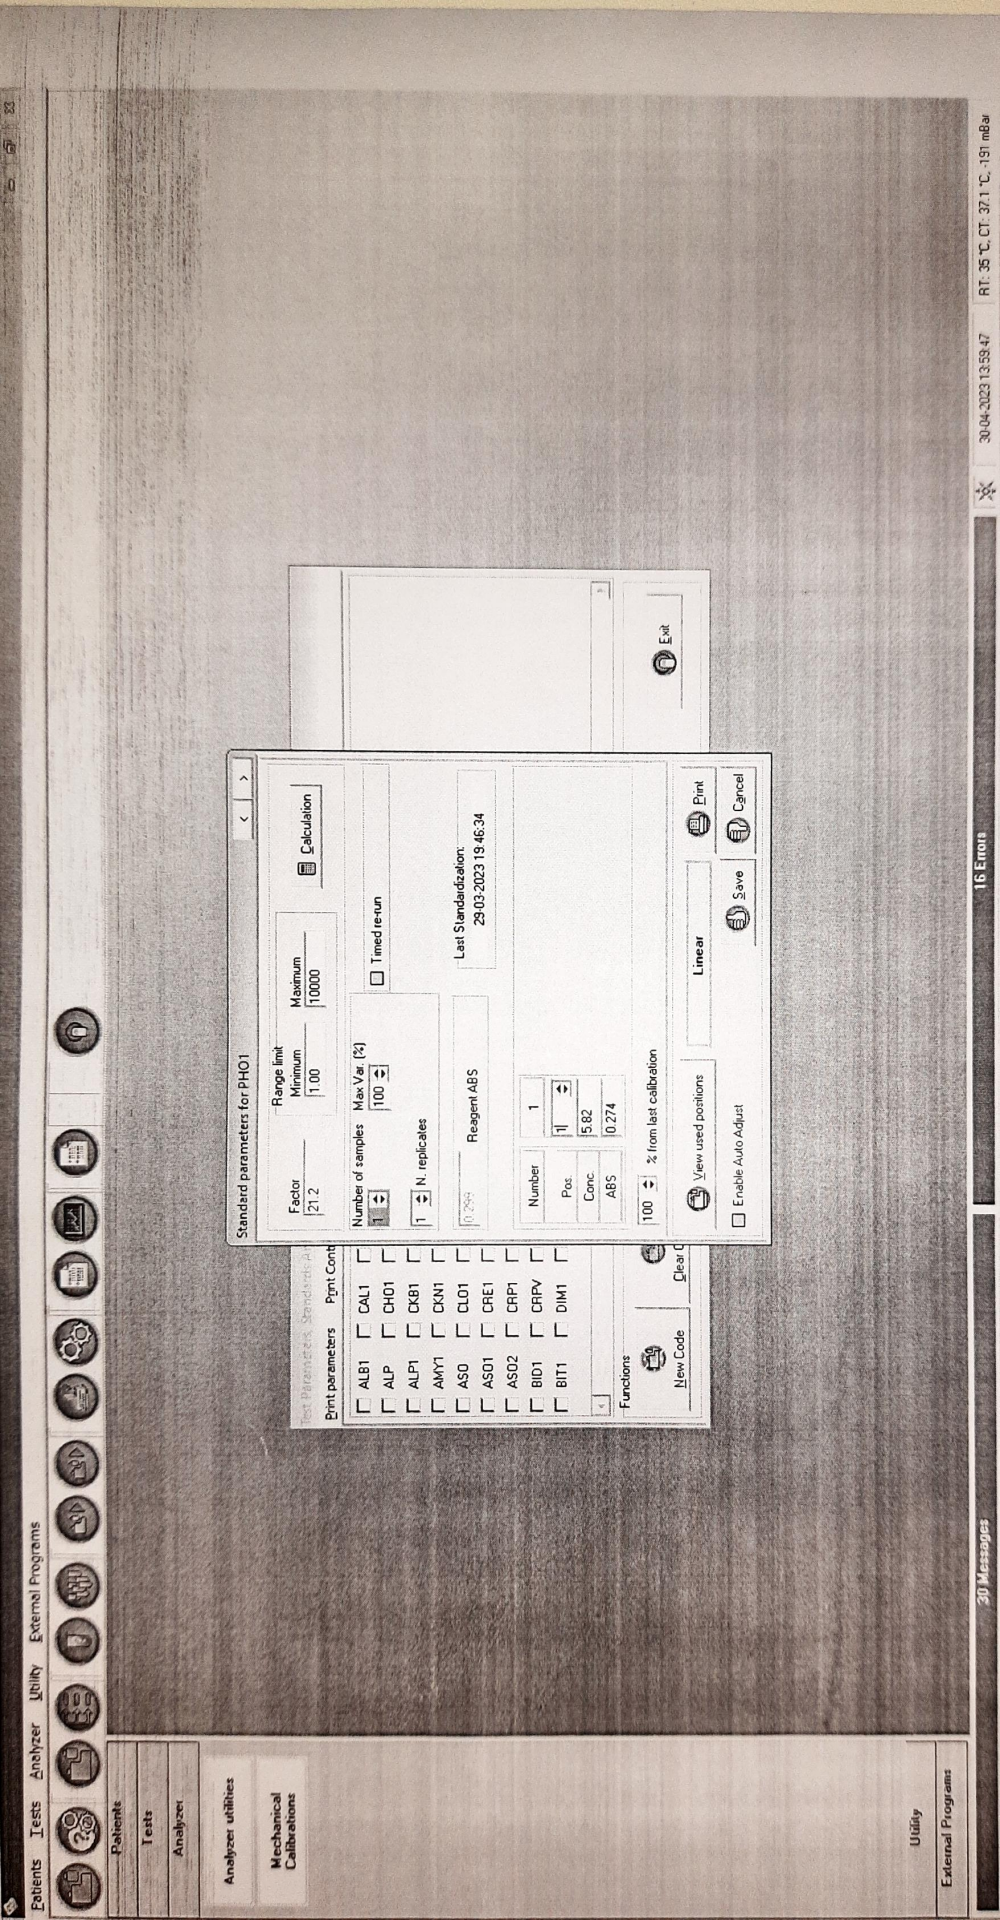 Patients Tests Analyzer Utility External Programs
Patients
Tests
Analyzer
Analyzer utilities
Mechanical
Calibrations
Utility
External Programs
Print parameters Print Cont
ALB1 CAL1
ALP CHO1
ALP1 CKB1
AMY1 CKN1
ASO CLO1
ASO1 CRE1
ASO2 CRP1
BID1 CRPV
BIT1 DIM1
Functions
New Code
Clear C
Exit
Standard parameters for PHO1
< >
Factor
21.2
Range limit
Minimum Maximum
1.00 10000
Calculation
Number of samples Max Var. (%)
1 100
Timed re-run
1 N. replicates
0.299 Reagent ABS
Last Standardization:
29-03-2023 19:46:34
Number 1
Pos. 1
Conc. 5.82
ABS 0.274
100 % from last calibration
View used positions
Linear
Print
Enable Auto Adjust
Save
Cancel
30 Messages
16 Errors
30-04-2023 13:59:47
RT: 35 °C, CT: 37.1 °C, -191 mBar